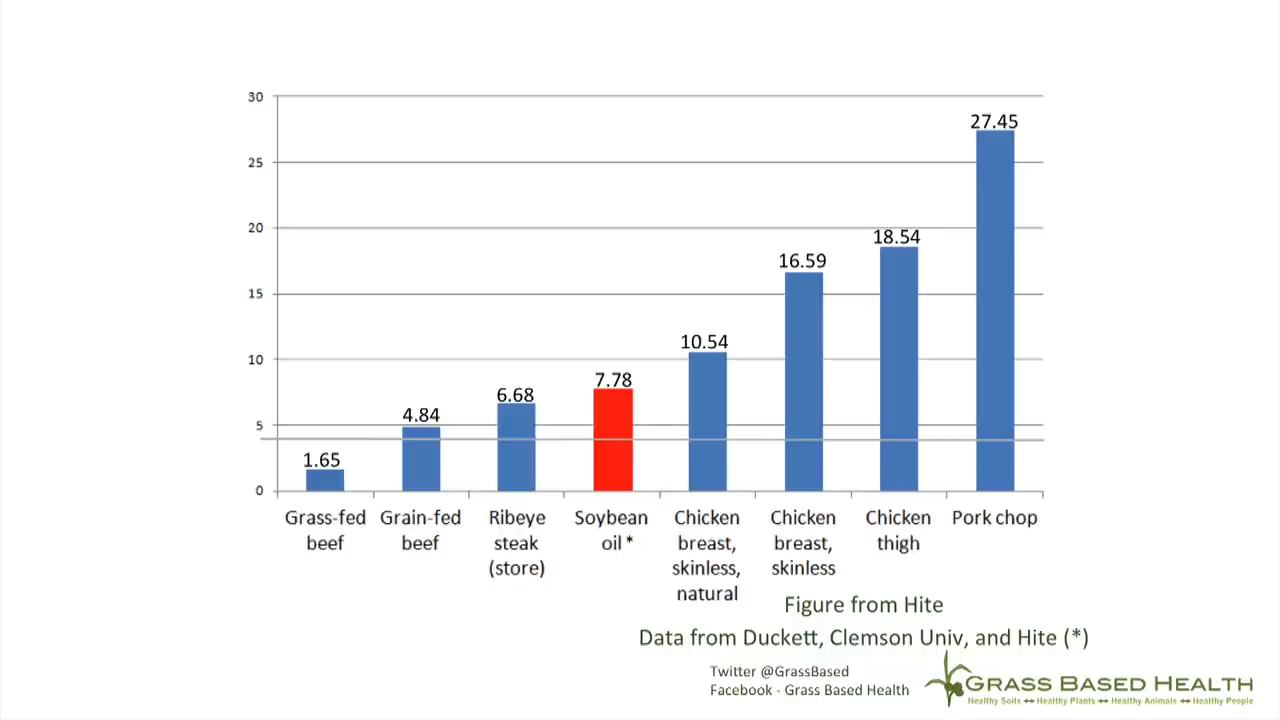 30
27.45
25
20
18.54
16.59
15
10.54
10
7.78
6.68
5
4.84
1.65
0
Grass-fed beef
Grain-fed beef
Ribeye steak (store)
Soybean oil *
Chicken breast, skinless, natural
Chicken breast, skinless
Chicken thigh
Pork chop
Figure from Hite
Data from Duckett, Clemson Univ, and Hite (*)
Twitter @GrassBased
Facebook - Grass Based Health
GRASS BASED HEALTH
Healthy Soils ↔ Healthy Plants ↔ Healthy Animals ↔ Healthy People